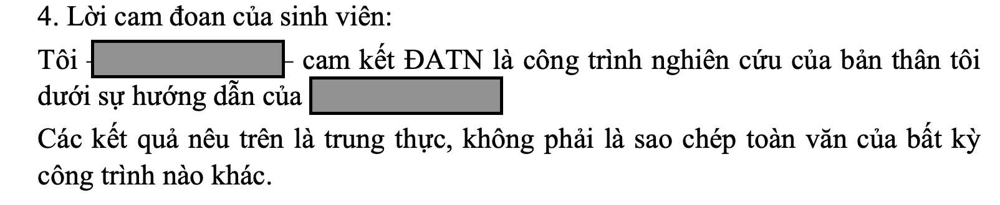 4. Lời cam đoan của sinh viên:
Tôi - - cam kết ĐATN là công trình nghiên cứu của bản thân tôi
dưới sự hướng dẫn của
Các kết quả nêu trên là trung thực, không phải là sao chép toàn văn của bất kỳ
công trình nào khác.